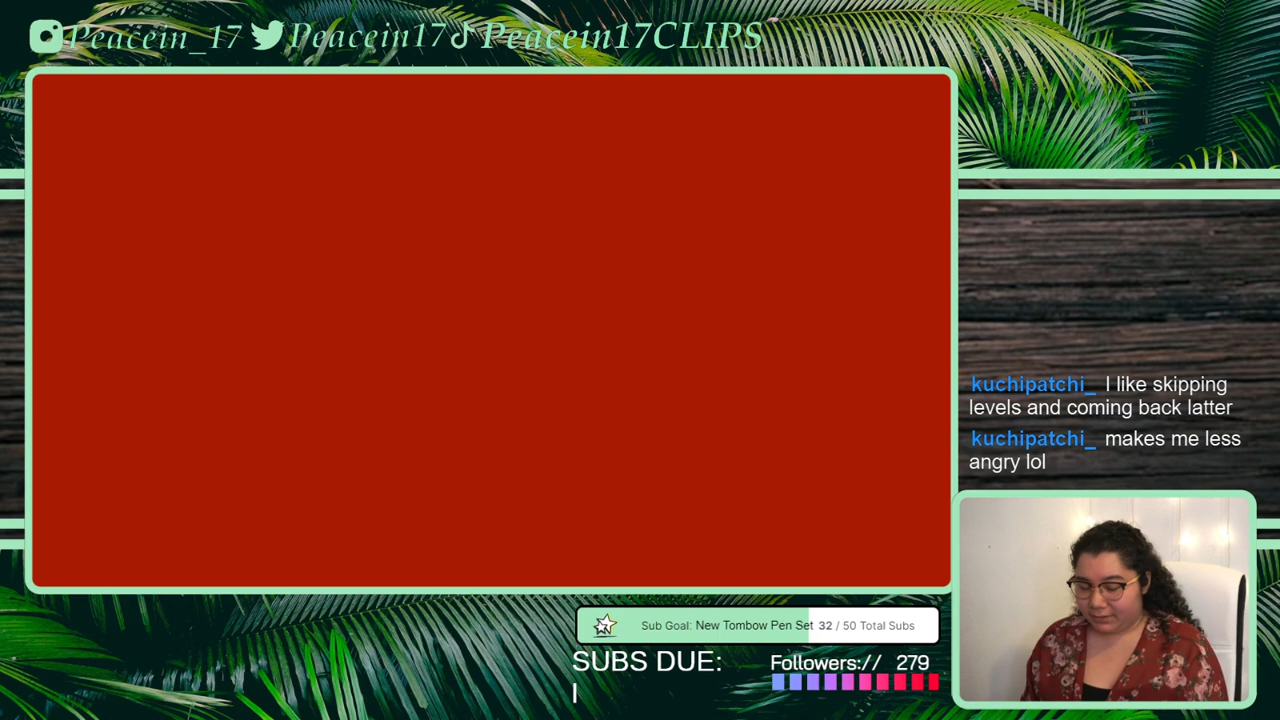 Peacein_17 Peacein17 Peacein17CLIPS
kuchipatchi_ I like skipping
levels and coming back latter
kuchipatchi_ makes me less
angry lol
Sub Goal: New Tombow Pen Set 32 / 50 Total Subs
SUBS DUE:
I
Followers:// 279